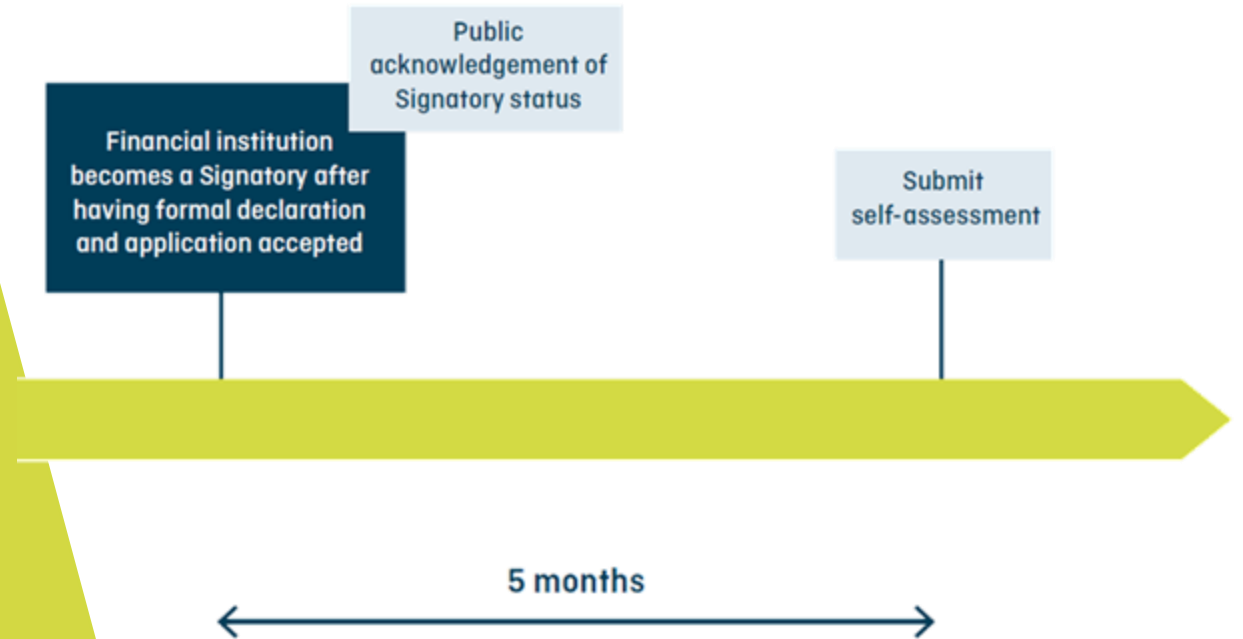 Public
acknowledgement of
Signatory status
Financial institution
becomes a Signatory after
having formal declaration
and application accepted
Submit
self-assessment
5 months